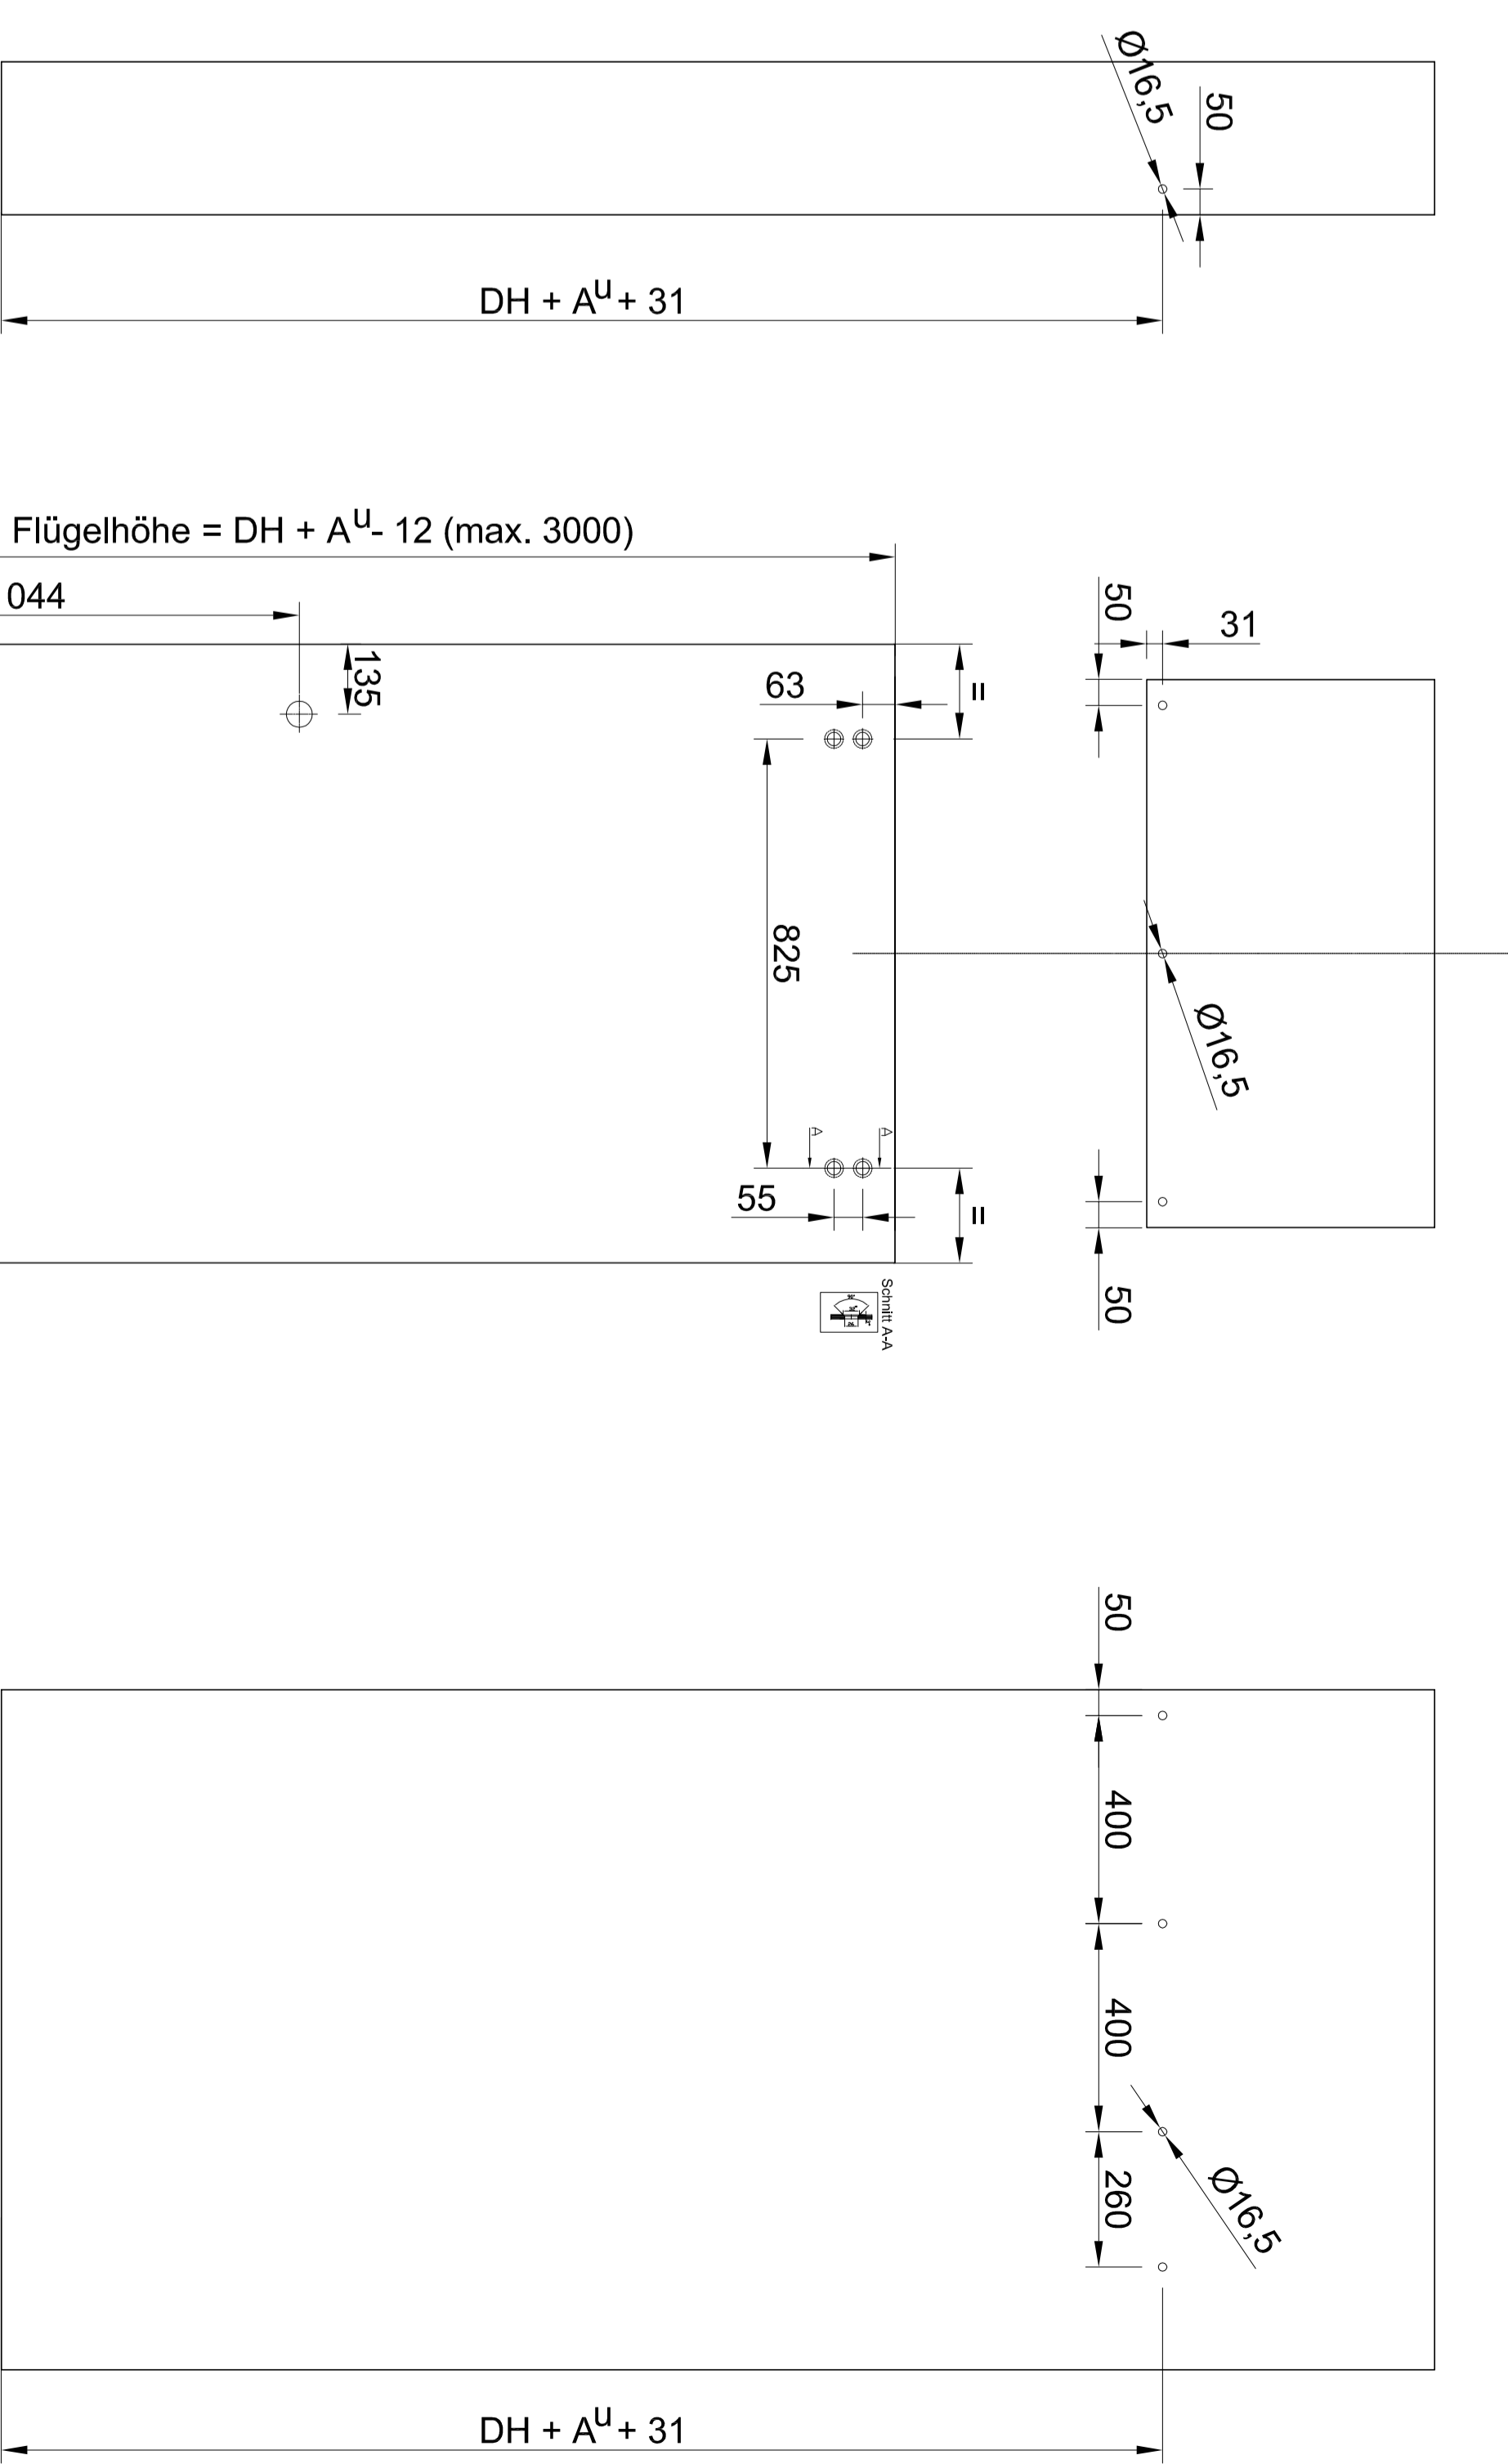 Ø16,5
50
DH + Aᵘ + 31
Flügelhöhe = DH + Aᵘ - 12 (max. 3000)
044
135
63
=
50
31
825
Ø16,5
A
A
55
=
50
Schnitt A-A
90°
50
400
400
260
Ø16,5
DH + Aᵘ + 31